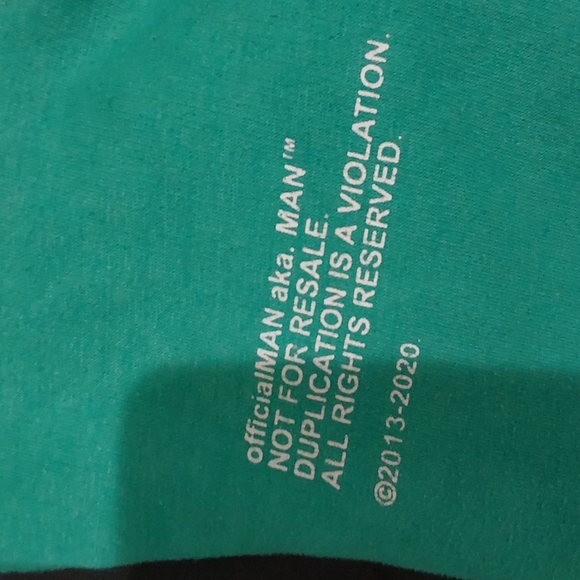 officialMAN aka. MAN™
NOT FOR RESALE.
DUPLICATION IS A VIOLATION.
ALL RIGHTS RESERVED.
©2013-2020.